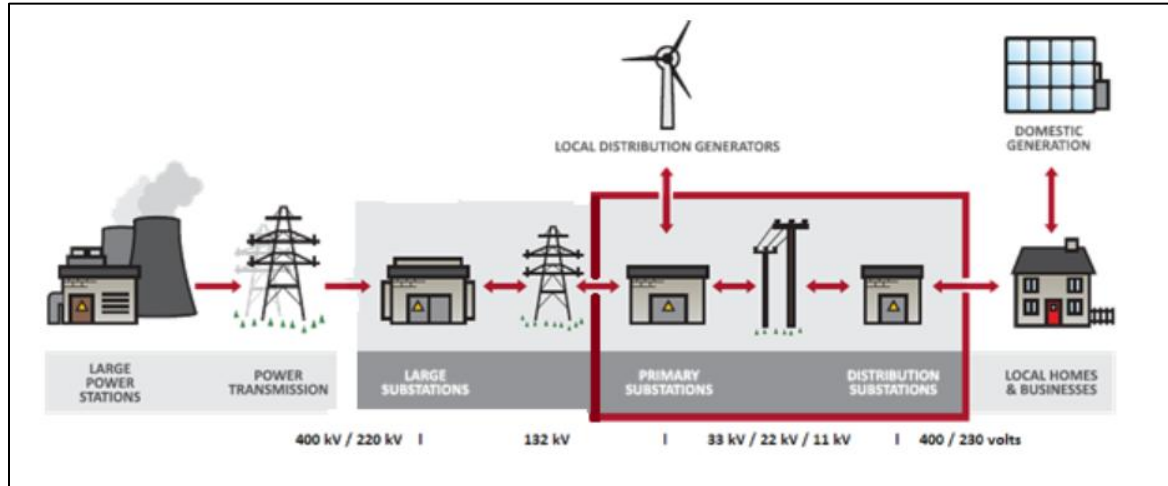 LOCAL DISTRIBUTION GENERATORS
DOMESTIC
GENERATION
LARGE
POWER
STATIONS
POWER
TRANSMISSION
LARGE
SUBSTATIONS
PRIMARY
SUBSTATIONS
DISTRIBUTION
SUBSTATIONS
LOCAL HOMES
& BUSINESSES
400 kV / 220 kV I 132 kV I 33 kV / 22 kV / 11 kV I 400 / 230 volts